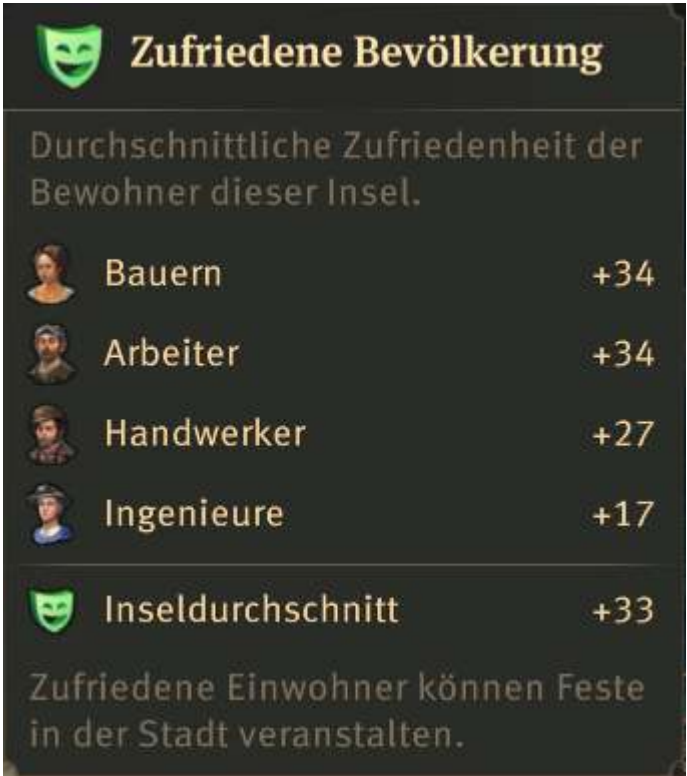 Zufriedene Bevölkerung
Durchschnittliche Zufriedenheit der
Bewohner dieser Insel.
Bauern +34
Arbeiter +34
Handwerker +27
Ingenieure +17
Inseldurchschnitt +33
Zufriedene Einwohner können Feste
in der Stadt veranstalten.